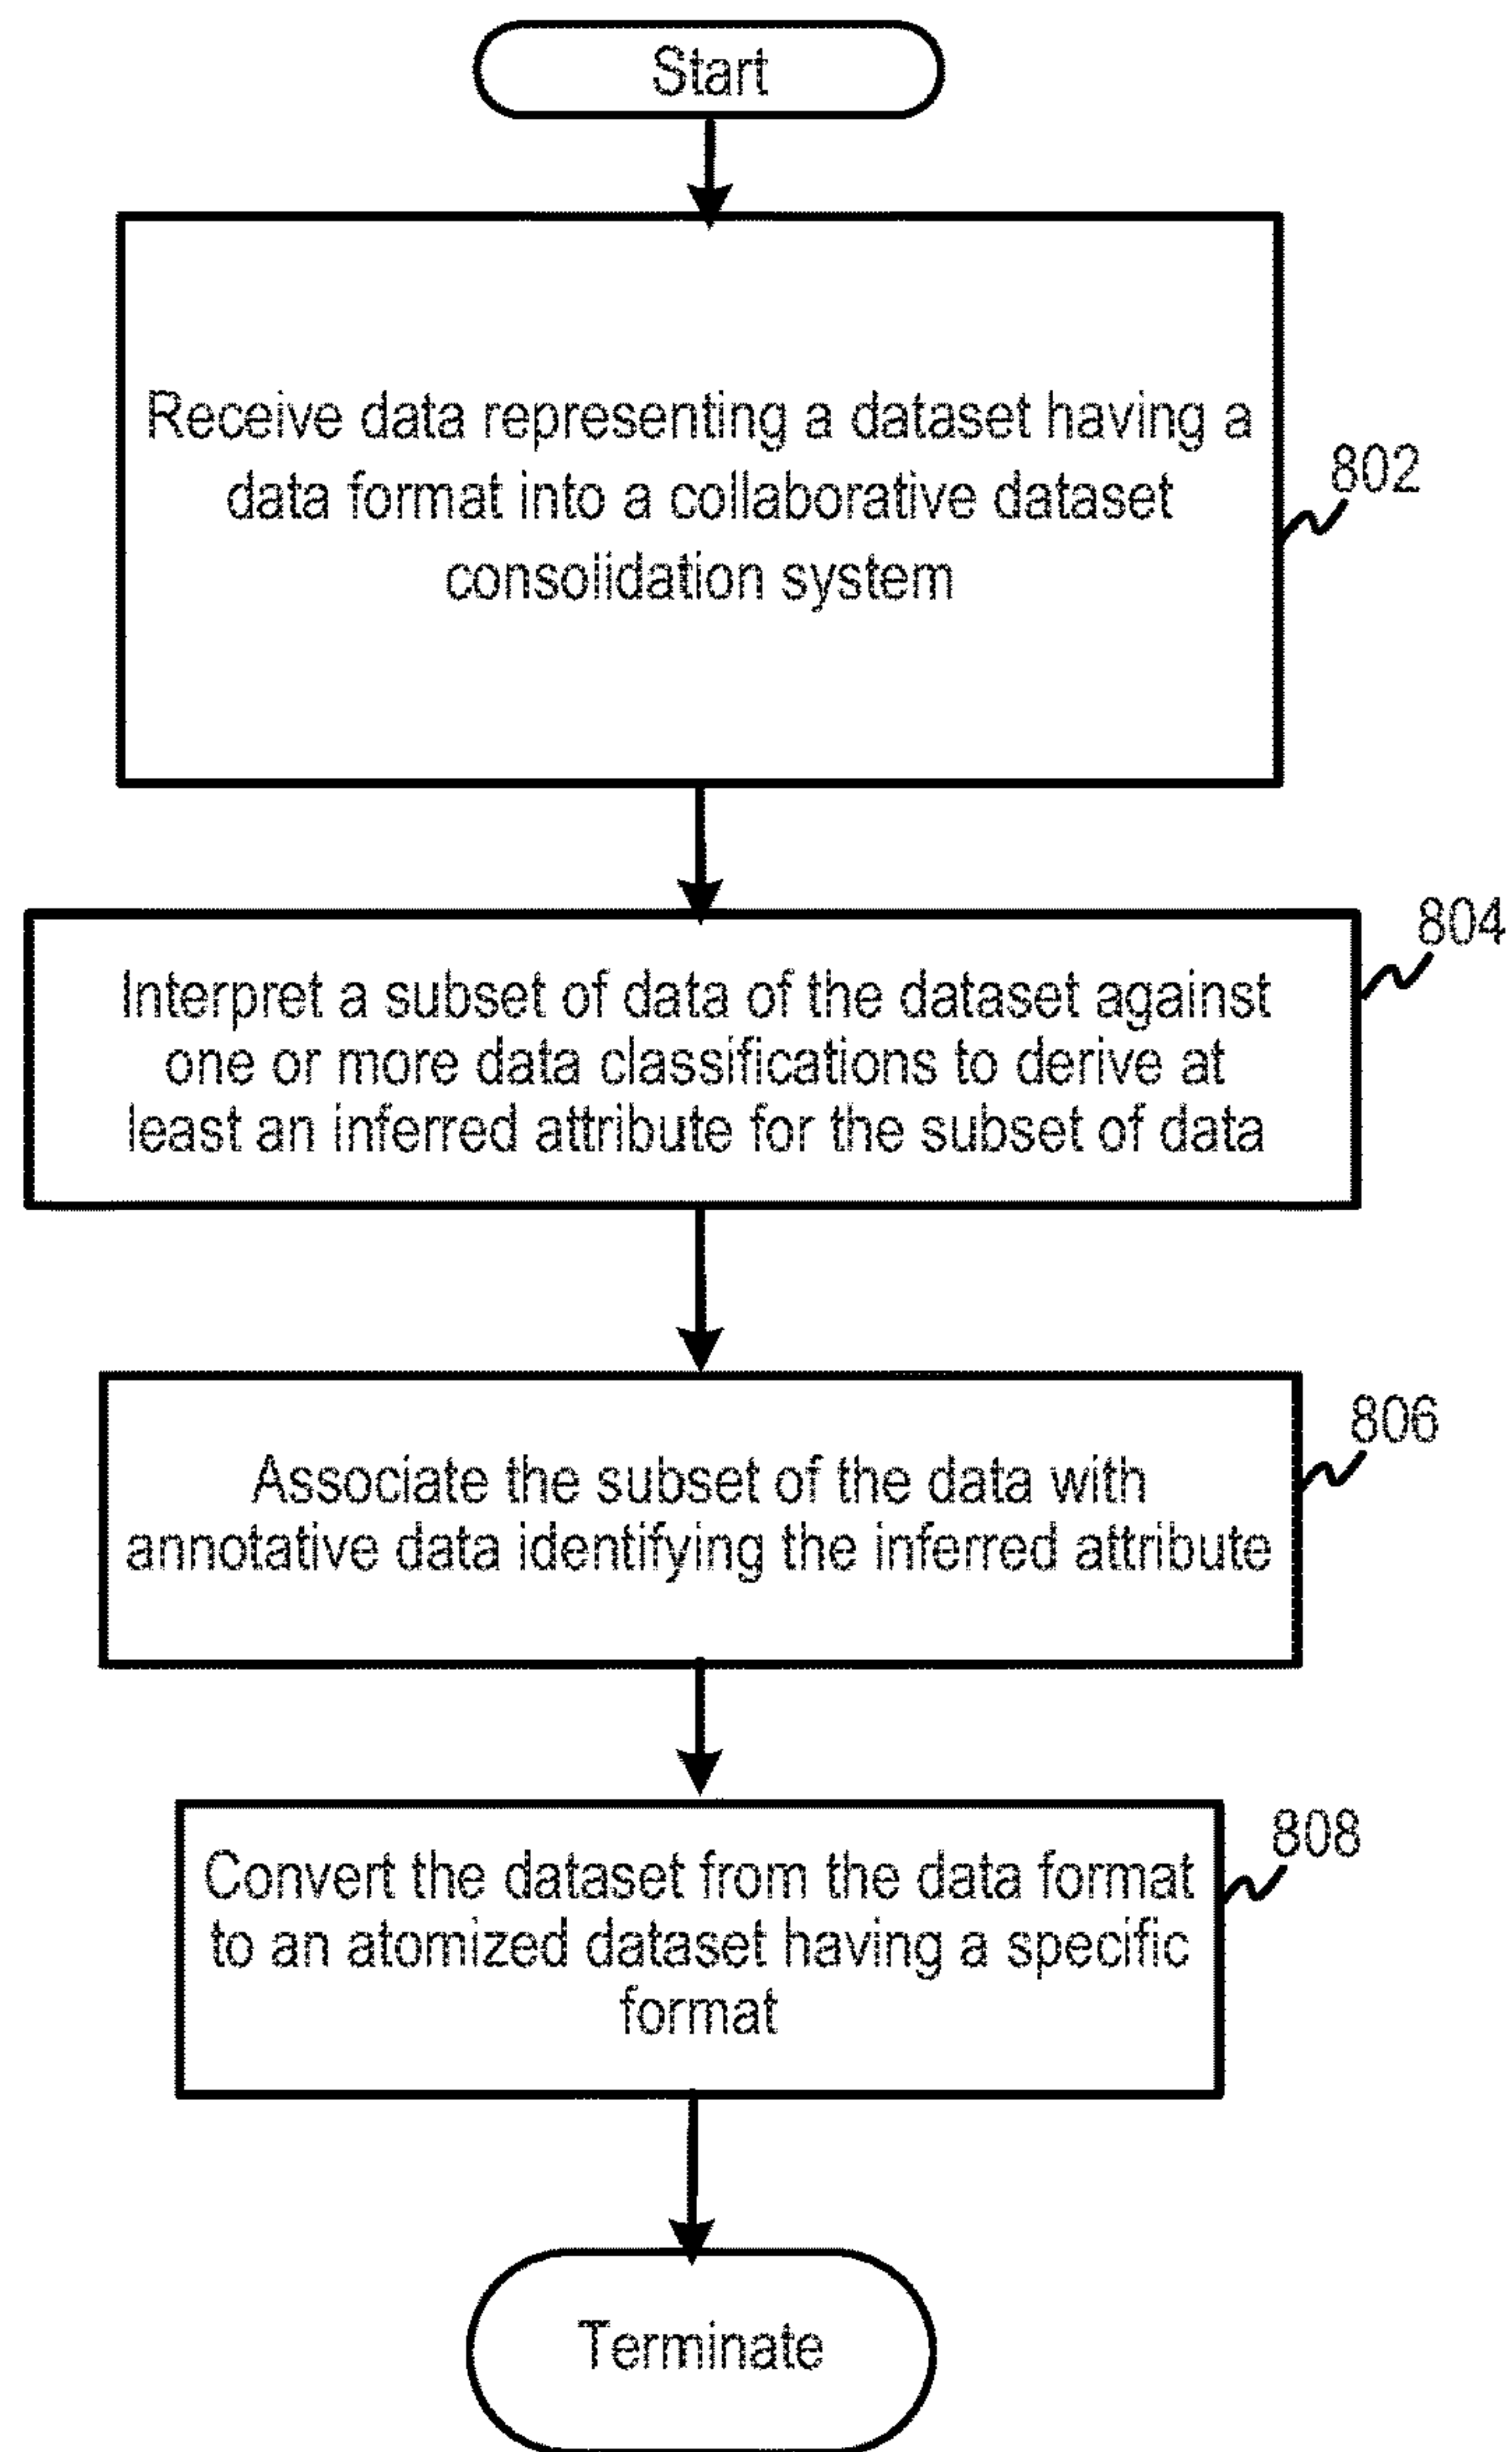 Start
Receive data representing a dataset having a
data format into a collaborative dataset
consolidation system
802
Interpret a subset of data of the dataset against
one or more data classifications to derive at
least an inferred attribute for the subset of data
804
Associate the subset of the data with
annotative data identifying the inferred attribute
806
Convert the dataset from the data format
to an atomized dataset having a specific
format
808
Terminate